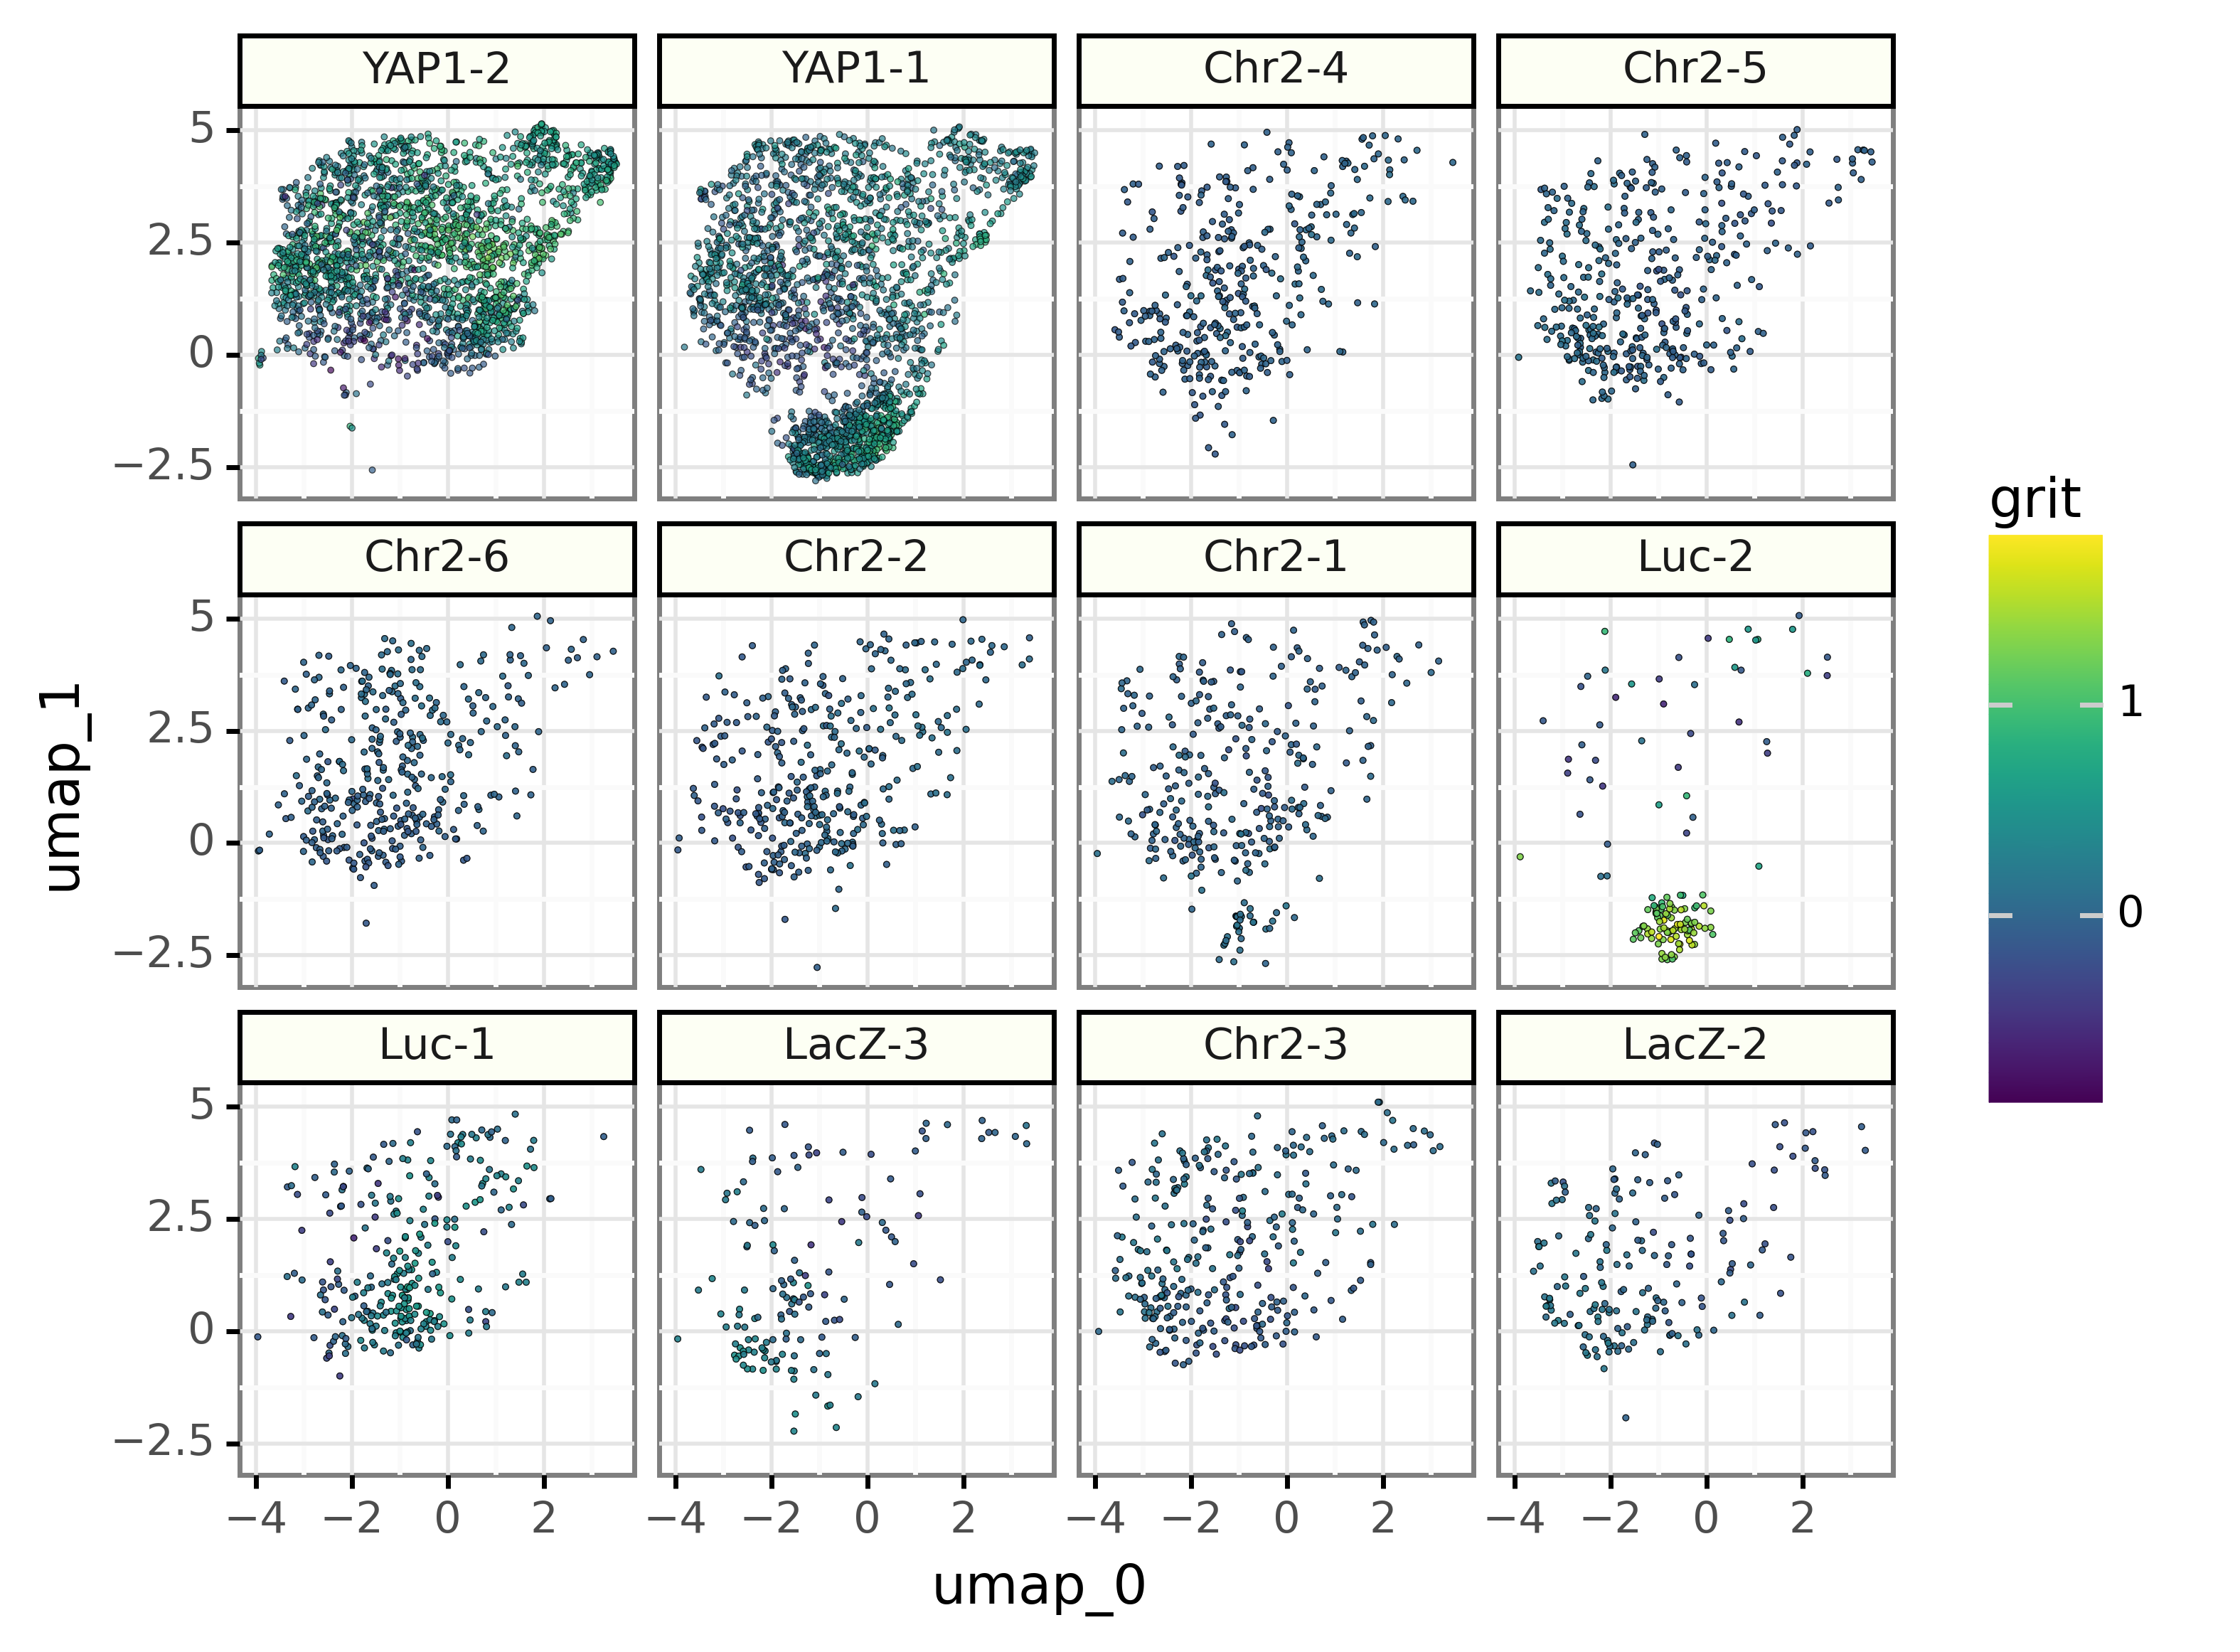 YAP1-2 YAP1-1 Chr2-4 Chr2-5
5
2.5
0
−2.5
grit
1
0
Chr2-6 Chr2-2 Chr2-1 Luc-2
5
2.5
0
−2.5
umap_1
Luc-1 LacZ-3 Chr2-3 LacZ-2
5
2.5
0
−2.5
−4 −2 0 2 −4 −2 0 2 −4 −2 0 2 −4 −2 0 2
umap_0